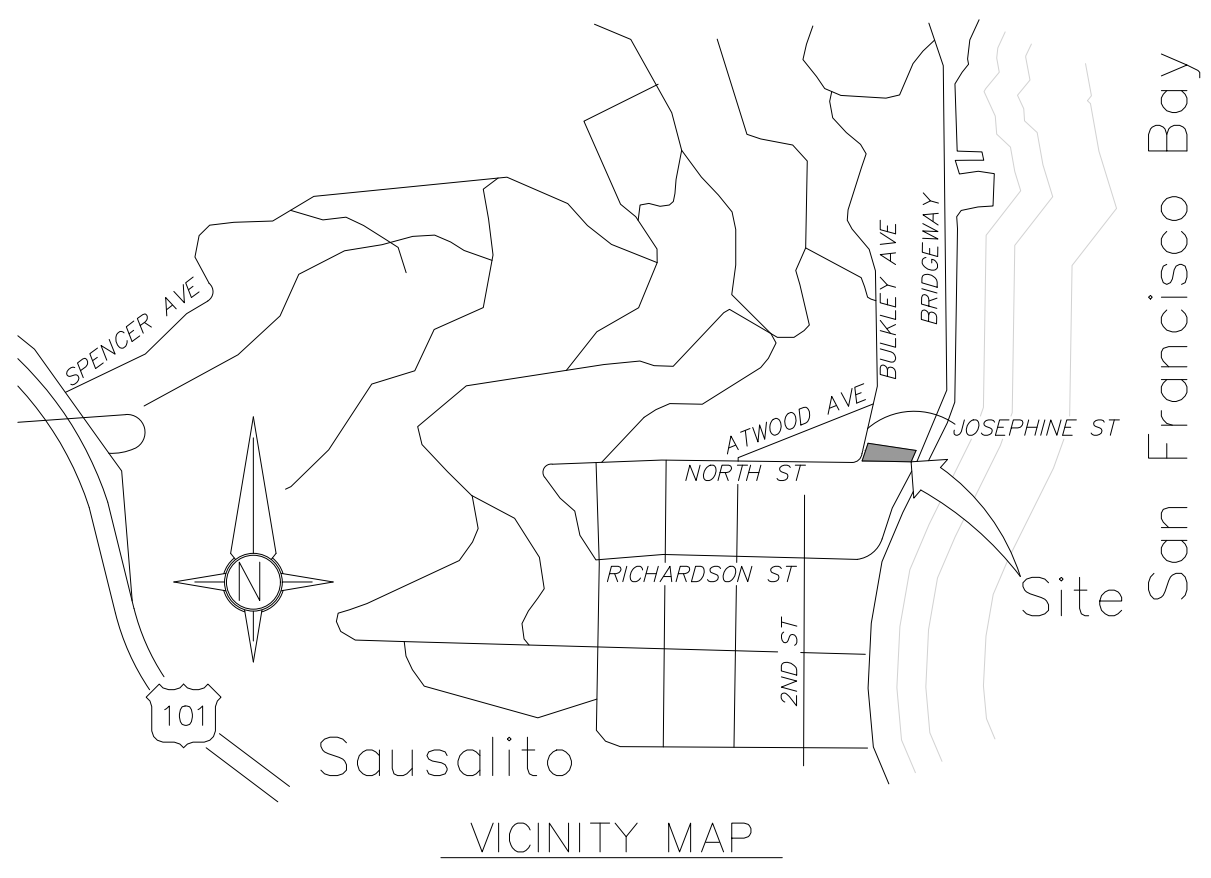 San Francisco Bay
BULKLEY AVE
BRIDGEWAY
SPENCER AVE
ATWOOD AVE
JOSEPHINE ST
NORTH ST
RICHARDSON ST
N
Site
2ND ST
101
Sausalito
VICINITY MAP